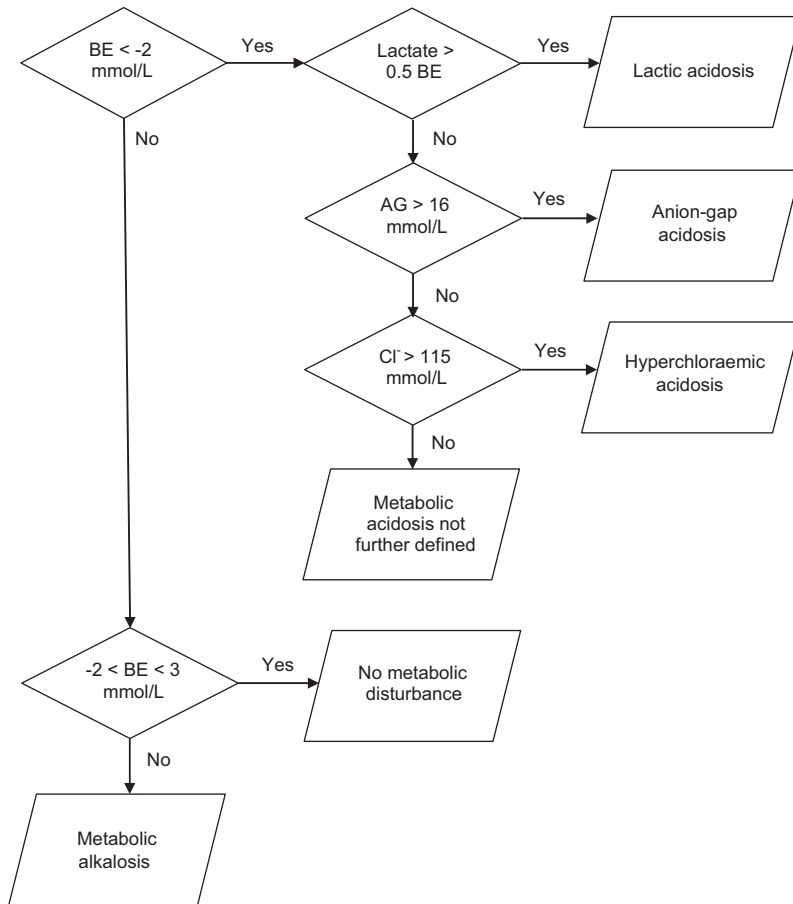 BE < -2
mmol/L
Yes
Lactate >
0.5 BE
Yes
Lactic acidosis
No
No
AG > 16
mmol/L
Yes
Anion-gap
acidosis
No
Cl⁻ > 115
mmol/L
Yes
Hyperchloraemic
acidosis
No
Metabolic
acidosis not
further defined
-2 < BE < 3
mmol/L
Yes
No metabolic
disturbance
No
Metabolic
alkalosis